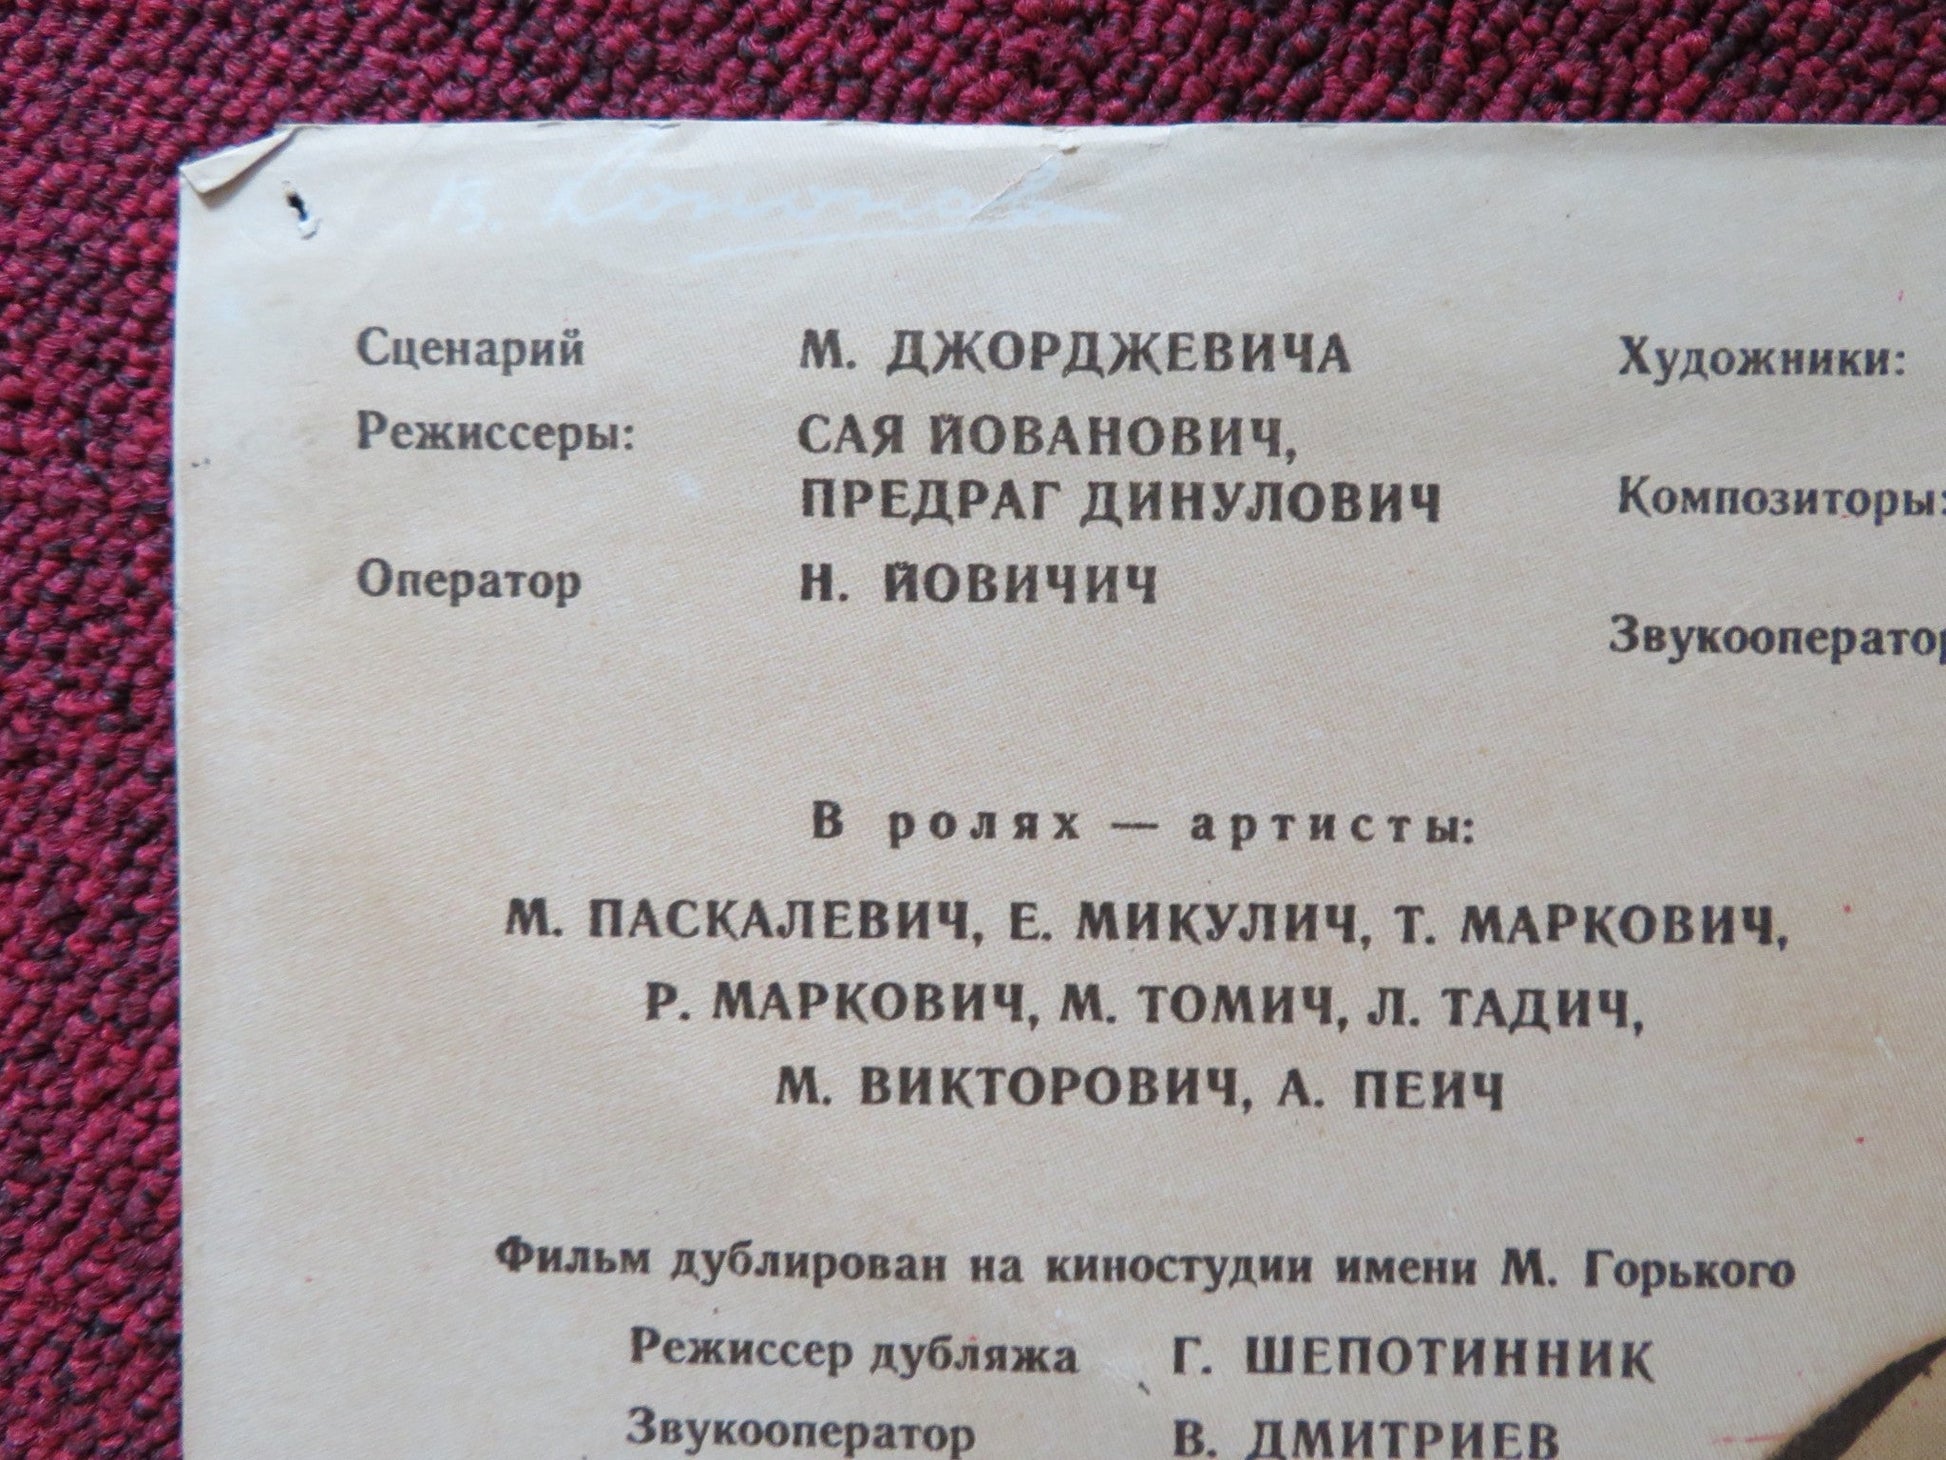 Сценарий М. ДЖОРДЖЕВИЧА
Режиссеры: САЯ ЙОВАНОВИЧ,
ПРЕДРАГ ДИНУЛОВИЧ
Оператор Н. ЙОВИЧИЧ
Художники:
Композиторы:
Звукооператор
В ролях — артисты:
М. ПАСКАЛЕВИЧ, Е. МИКУЛИЧ, Т. МАРКОВИЧ,
Р. МАРКОВИЧ, М. ТОМИЧ, Л. ТАДИЧ,
М. ВИКТОРОВИЧ, А. ПЕИЧ
Фильм дублирован на киностудии имени М. Горького
Режиссер дубляжа Г. ШЕПОТИННИК
Звукооператор В. ДМИТРИЕВ